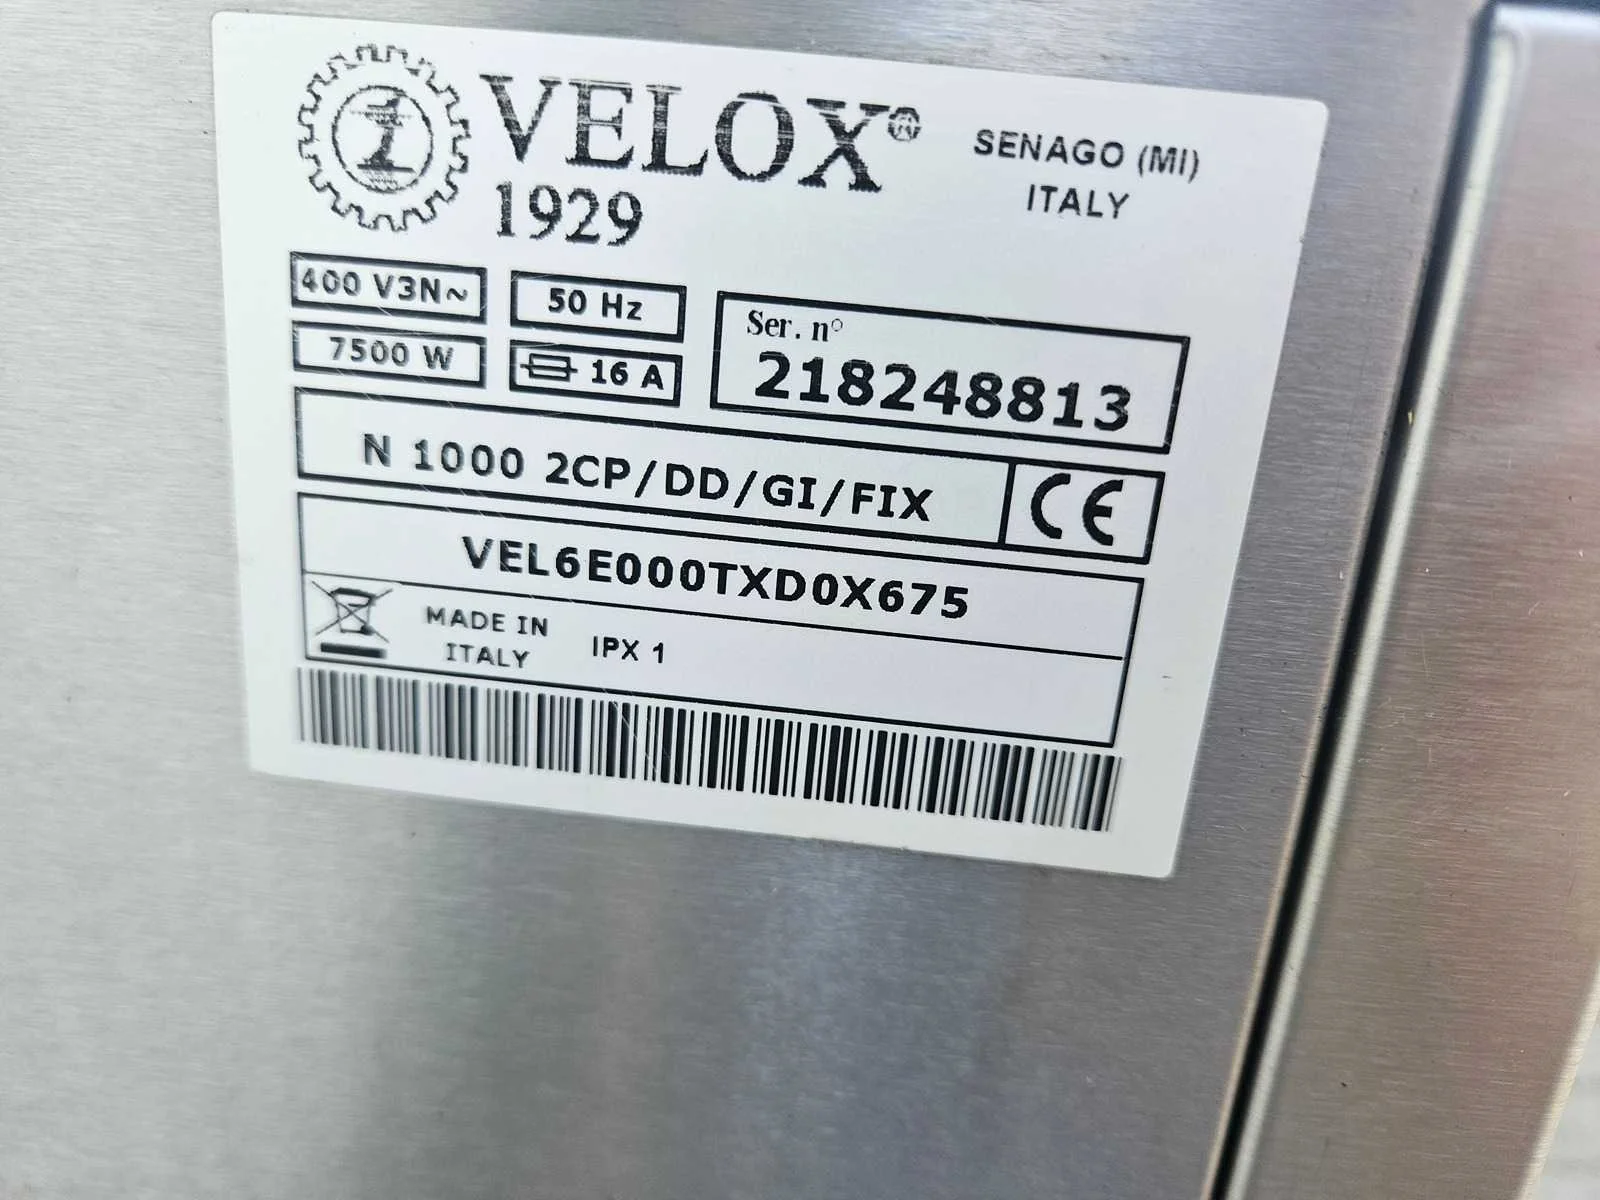 VELOX®
1929
SENAGO (MI)
ITALY
400 V3N~
50 Hz
7500 W
16 A
Ser. n°
218248813
N 1000 2CP/DD/GI/FIX
CE
VEL6E000TXD0X675
MADE IN
ITALY
IPX 1